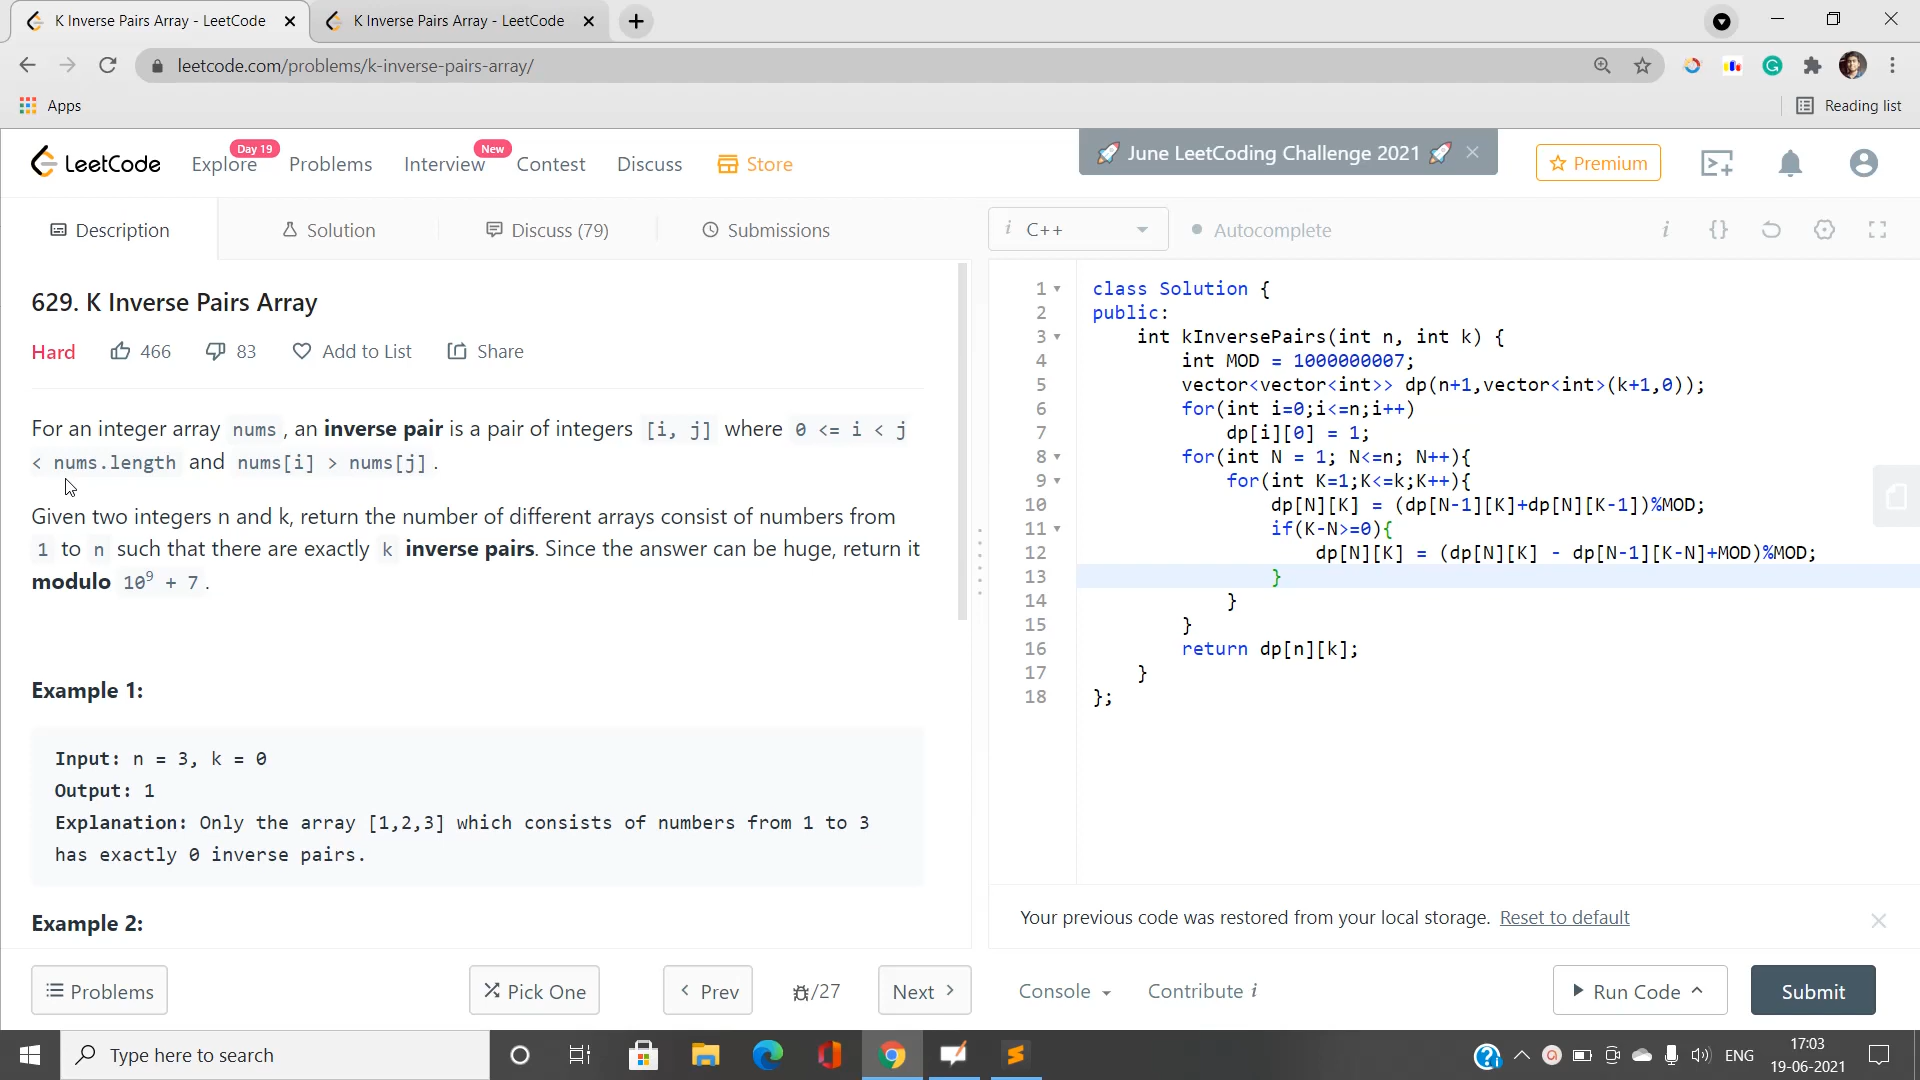 K Inverse Pairs Array - LeetCode
K Inverse Pairs Array - LeetCode
leetcode.com/problems/k-inverse-pairs-array/
Apps
Reading list
LeetCode
Explore
Day 19
Problems
Interview
New
Contest
Discuss
Store
🚀 June LeetCoding Challenge 2021 🚀
Premium
Description
Solution
Discuss (79)
Submissions
i C++
Autocomplete
i {}
629. K Inverse Pairs Array
Hard 466 83 Add to List Share
For an integer array nums, an inverse pair is a pair of integers [i, j] where 0 <= i < j
< nums.length and nums[i] > nums[j].
Given two integers n and k, return the number of different arrays consist of numbers from
1 to n such that there are exactly k inverse pairs. Since the answer can be huge, return it
modulo 10⁹ + 7.
Example 1:
Input: n = 3, k = 0
Output: 1
Explanation: Only the array [1,2,3] which consists of numbers from 1 to 3
has exactly 0 inverse pairs.
Example 2:
1 class Solution {
2 public:
3     int kInversePairs(int n, int k) {
4         int MOD = 1000000007;
5         vector<vector<int>> dp(n+1,vector<int>(k+1,0));
6         for(int i=0;i<=n;i++)
7             dp[i][0] = 1;
8         for(int N = 1; N<=n; N++){
9             for(int K=1;K<=k;K++){
10                 dp[N][K] = (dp[N-1][K]+dp[N][K-1])%MOD;
11                 if(K-N>=0){
12                     dp[N][K] = (dp[N][K] - dp[N-1][K-N]+MOD)%MOD;
13                 }
14             }
15         }
16         return dp[n][k];
17     }
18 };
Your previous code was restored from your local storage. Reset to default
Problems
Pick One
Prev
/27
Next
Console
Contribute i
Run Code
Submit
Type here to search
ENG
17:03
19-06-2021